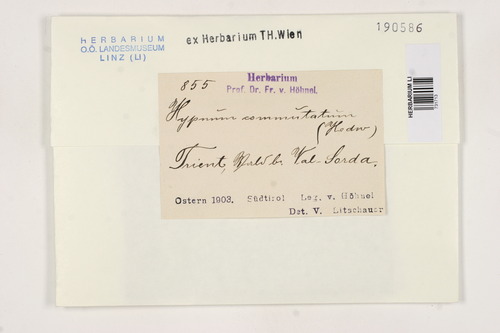 HERBARIUM
O.Ö. LANDESMUSEUM
LINZ (LI)
ex Herbarium TH.Wien
190586
HERBARIUM LI
855
Herbarium
Prof. Dr. Fr. v. Höhnel.
Hypnum commutatum
(Hedw)
Trient, Wald b. Val Sorda.
Ostern 1903. Südtirol Leg. v. Höhnel
Det. V. Litschauer